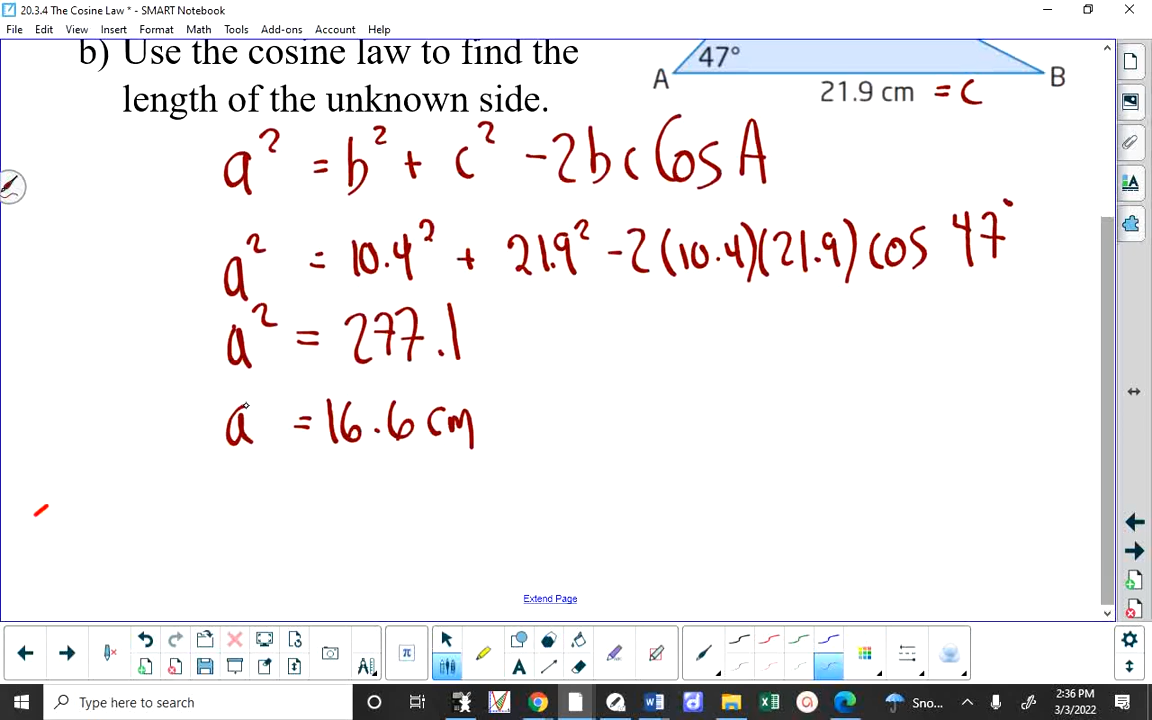 20.3.4 The Cosine Law * - SMART Notebook
File Edit View Insert Format Math Tools Add-ons Account Help
b) Use the cosine law to find the
length of the unknown side.
47°
A
B
21.9 cm = c
a² = b² + c² - 2bc Cos A
a² = 10.4² + 21.9² - 2(10.4)(21.9) cos 47°
a² = 277.1
a = 16.6 cm
Extend Page
Type here to search
Sno...
2:36 PM
3/3/2022